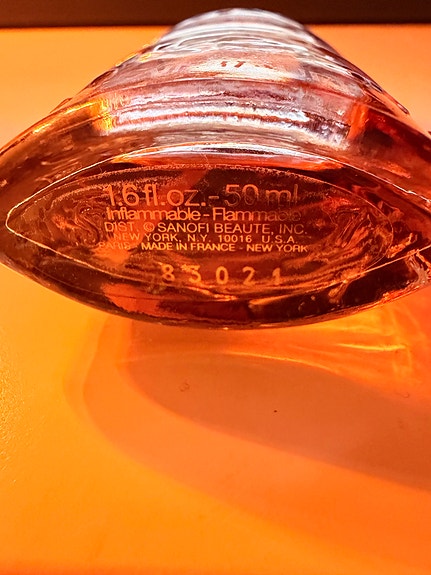 1.6 fl.oz.-50 ml
Inflammable-Flammable
DIST. © SANOFI BEAUTE, INC.
NEW YORK, N.Y. 10016 U.S.A.
PARIS MADE IN FRANCE - NEW YORK
83021